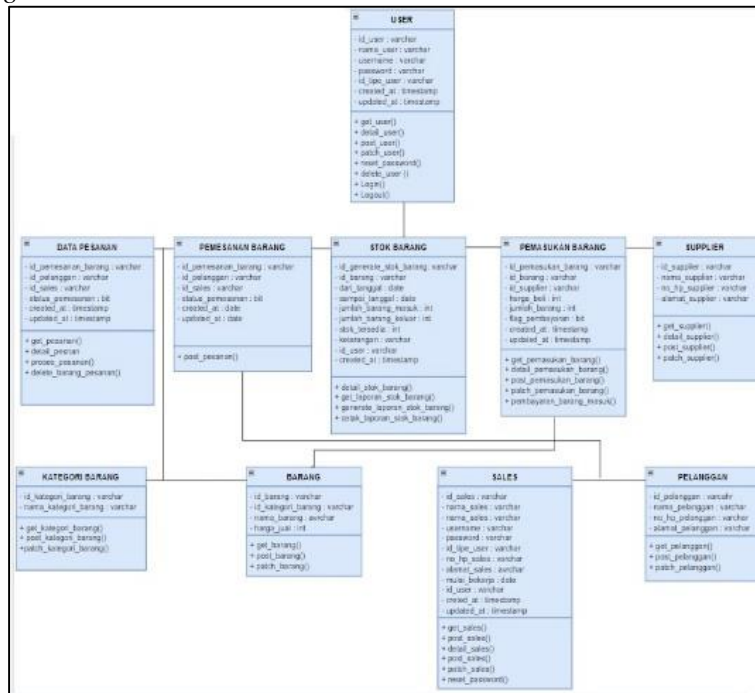 USER
- id_user : varchar
- nama_user : varchar
- username : varchar
- password : varchar
- id_tipe_user : varchar
- created_at : timestamp
- updated_at : timestamp
+ get_user()
+ detail_user()
+ post_user()
+ patch_user()
+ reset_password()
+ delete_user ()
+ Login()
+ Logout()
DATA PESANAN
- id_pemesanan_barang : varchar
- id_pelanggan : varchar
- id_sales : varchar
- status_pemesanan : bit
- created_at : timestamp
- updated_at : timestamp
+ get_pesanan()
+ detail_pesnan
+ proses_pesanan()
+ delete_barang_pesanan()
PEMESANAN BARANG
- id_pemesanan_barang : varchar
- id_pelanggan : varchar
- id_sales : varchar
- status_pemesanan : bit
- created_at : date
- updated_at : date
+ post_pesanan()
STOK BARANG
- id_generate_stok_barang : varchar
- id_barang : varchar
- dari_tanggal : date
- sampai_tanggal : date
- jumlah_barang_masuk : int
- jumlah_barang_keluar : int
- stok_tersedia : int
- keterangan : varchar
- id_user : varchar
- created_at : timestamp
+ detail_stok_barang()
+ get_laporan_stok_barang()
+ generate_laporan_stok_barang()
+ cetak_laporan_stok_barang()
PEMASUKAN BARANG
- id_pemasukan_barang : varchar
- id_barang : varchar
- id_supplier : varchar
- harga_beli : int
- jumlah_barang : int
- flag_pembayaran : bit
- created_at : timestamp
- updated_at : timestamp
+ get_pemasukan_barang()
+ detail_pemasukan_barang()
+ post_pemasukan_barang()
+ patch_pemasukan_barang()
+ pembayaran_barang_masuk()
SUPPLIER
- id_supplier : varchar
- nama_supplier : varchar
- no_hp_supplier : varchar
- alamat_supplier : varchar
+ get_supplier()
+ detail_supplier()
+ post_supplier()
+ patch_supplier()
KATEGORI BARANG
- id_kategori_barang : varchar
- nama_kategori_barang : varchar
+ get_kategori_barang()
+ post_kategori_barang()
+patch_kategori_barang()
BARANG
- id_barang : varchar
- id_kategori_barang : varchar
- nama_barang : avrchar
- harga_jual : int
+ get_barang()
+ post_barang()
+ patch_barang()
SALES
- id_sales : varchar
- nama_sales : varchar
- nama_sales : varchar
- username : varchar
- password : varchar
- id_tipe_user : varchar
- no_hp_sales : varchar
- alamat_sales : avrchar
- mulai_bekerja : date
- id_user : varchar
- created_at : timestamp
- updated_at : timestamp
+ get_sales()
+ post_sales()
+ detail_sales()
+ post_sales()
+ patch_sales()
+ reset_password()
PELANGGAN
- id_pelanggan : varcahr
- nama_pelanggan : varchar
- no_hp_pelanggan : varchar
- alamat_pelanggan : varchar
+ get_pelanggan()
+ post_pelanggan()
+ patch_pelanggan()